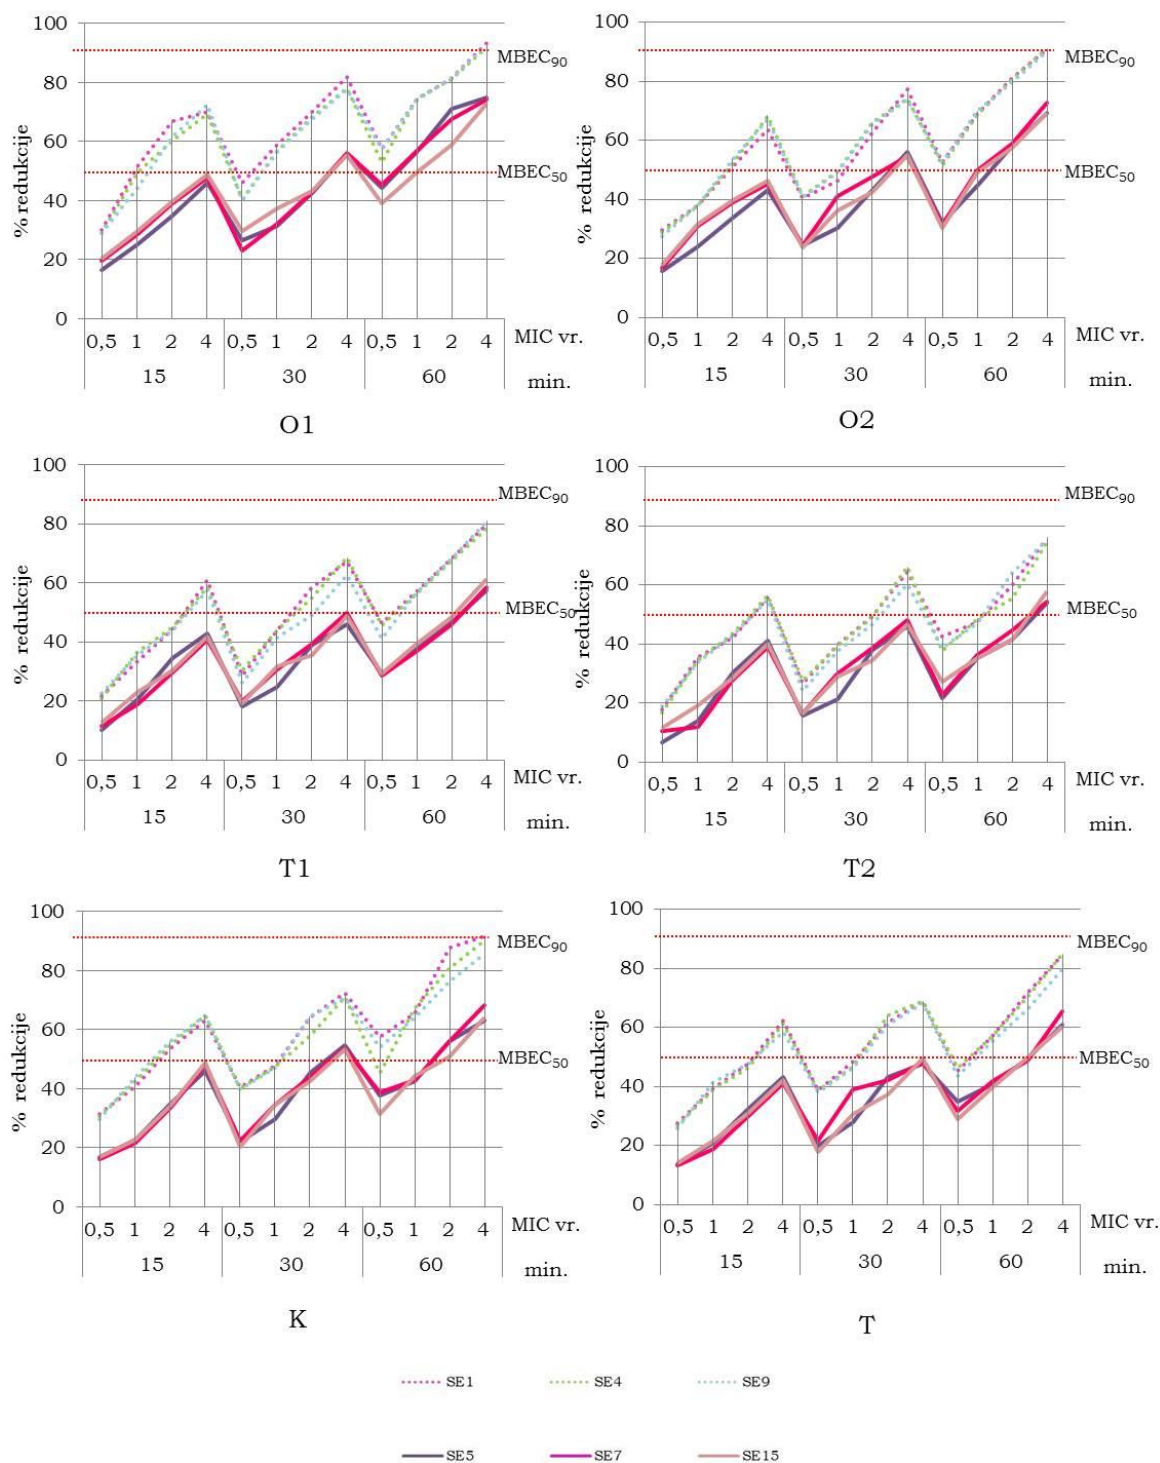 100
80
60
40
20
0
% redukcije
MBEC90
MBEC50
0,5 1 2 4 0,5 1 2 4 0,5 1 2 4 MIC vr.
15 30 60 min.
O1
100
80
60
40
20
0
% redukcije
MBEC90
MBEC50
0,5 1 2 4 0,5 1 2 4 0,5 1 2 4 MIC vr.
15 30 60 min.
O2
100
80
60
40
20
0
% redukcije
MBEC90
MBEC50
0,5 1 2 4 0,5 1 2 4 0,5 1 2 4 MIC vr.
15 30 60 min.
T1
100
80
60
40
20
0
% redukcije
MBEC90
MBEC50
0,5 1 2 4 0,5 1 2 4 0,5 1 2 4 MIC vr.
15 30 60 min.
T2
100
80
60
40
20
0
% redukcije
MBEC90
MBEC50
0,5 1 2 4 0,5 1 2 4 0,5 1 2 4 MIC vr.
15 30 60 min.
K
100
80
60
40
20
0
% redukcije
MBEC90
MBEC50
0,5 1 2 4 0,5 1 2 4 0,5 1 2 4 MIC vr.
15 30 60 min.
T
SE1 SE4 SE9
SE5 SE7 SE15